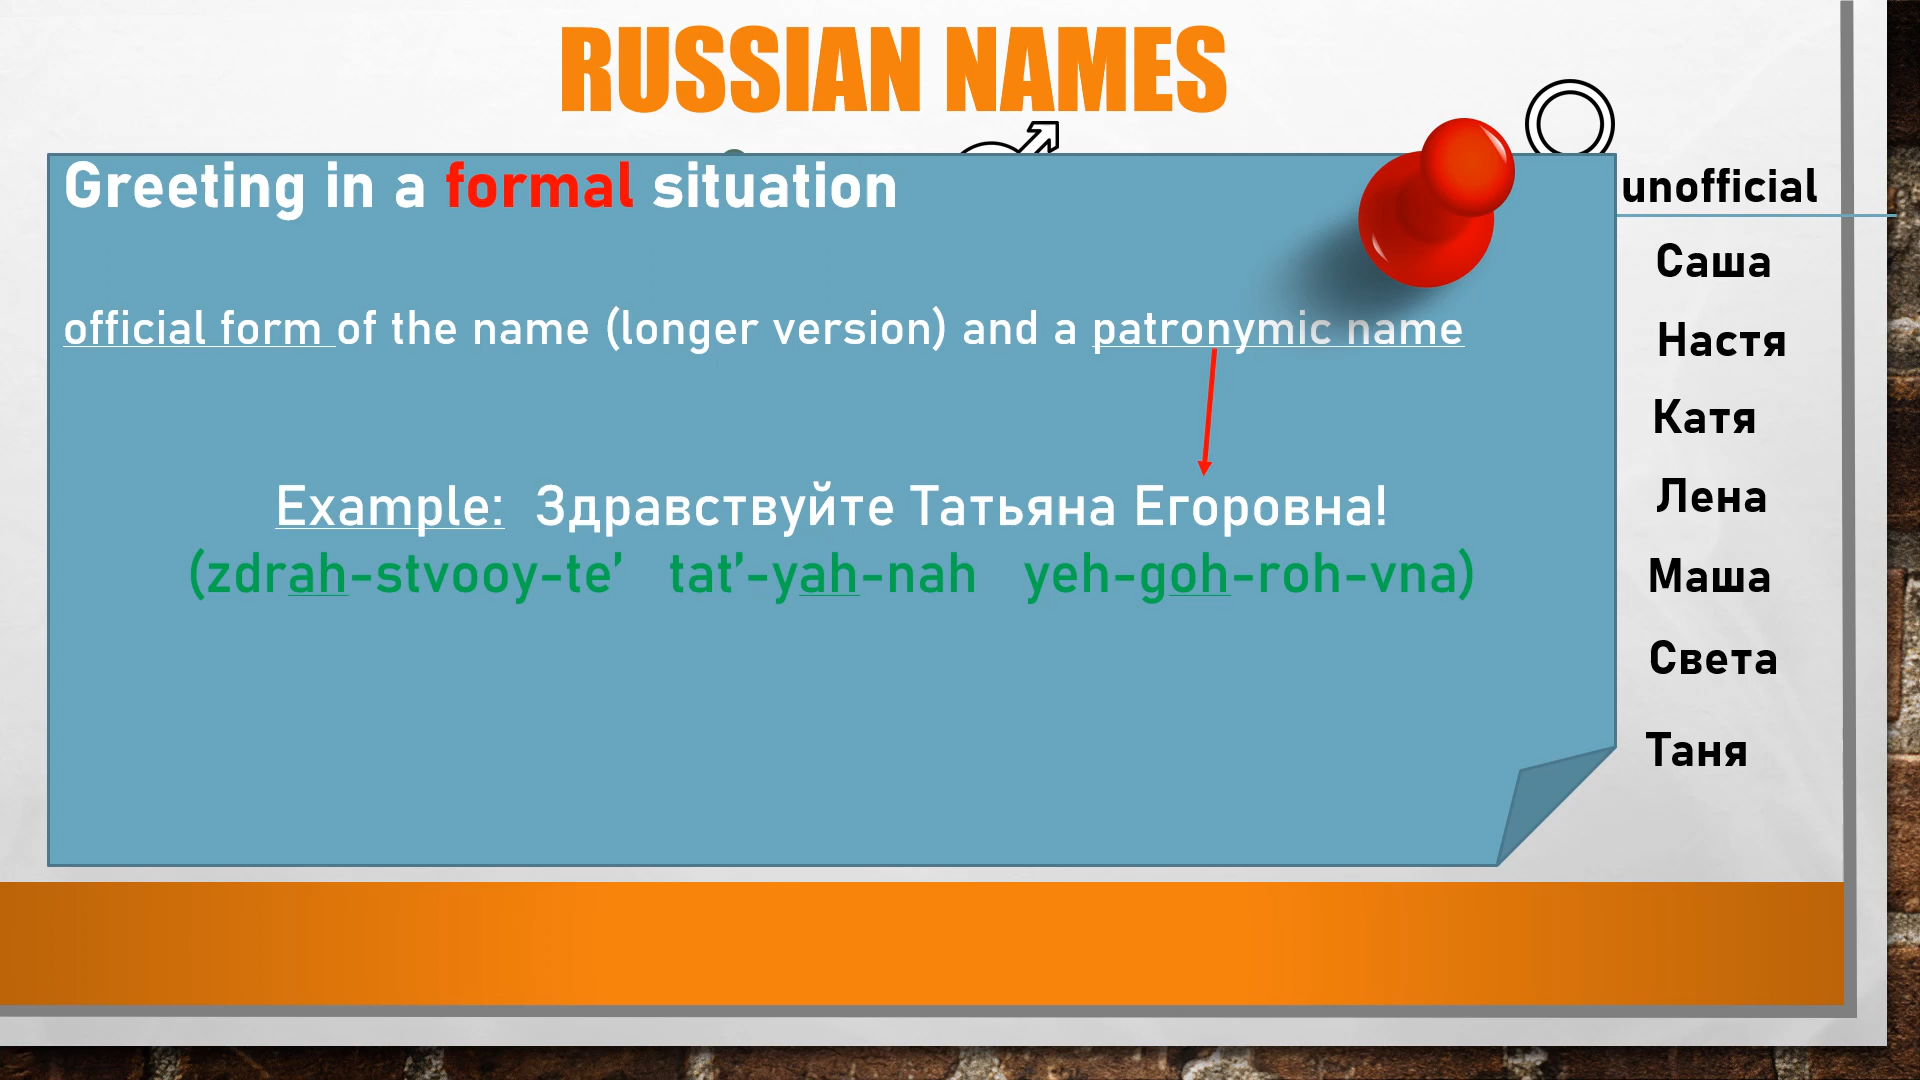 RUSSIAN NAMES
Greeting in a formal situation
official form of the name (longer version) and a patronymic name
Example: Здравствуйте Татьяна Егоровна!
(zdrah-stvooy-te’ tat’-yah-nah yeh-goh-roh-vna)
unofficial
Саша
Настя
Катя
Лена
Маша
Света
Таня